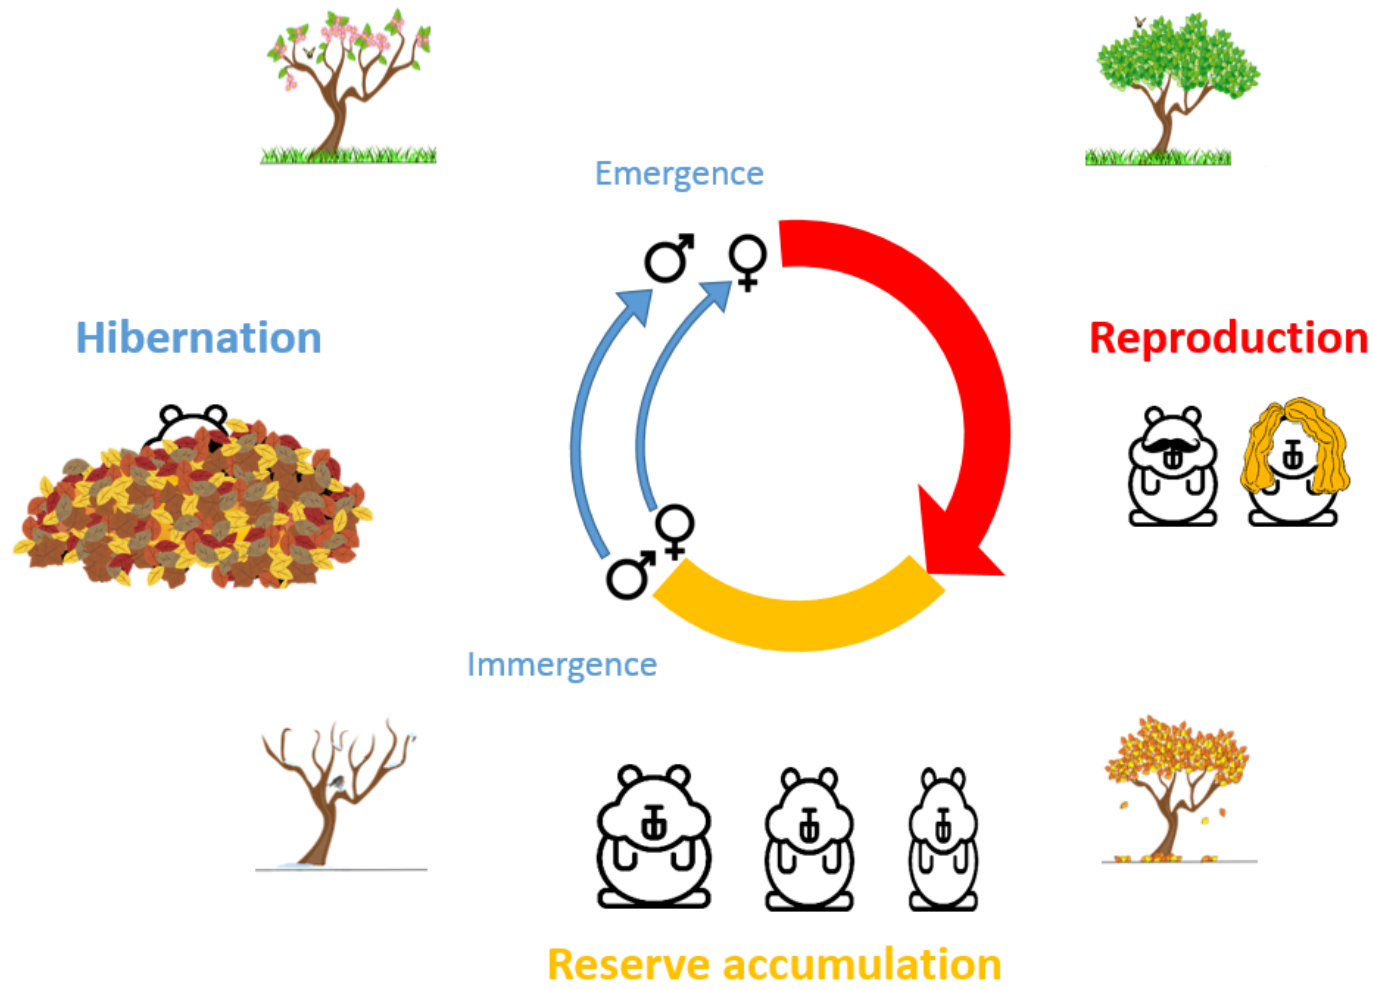 Emergence
Hibernation
Reproduction
Immergence
Reserve accumulation